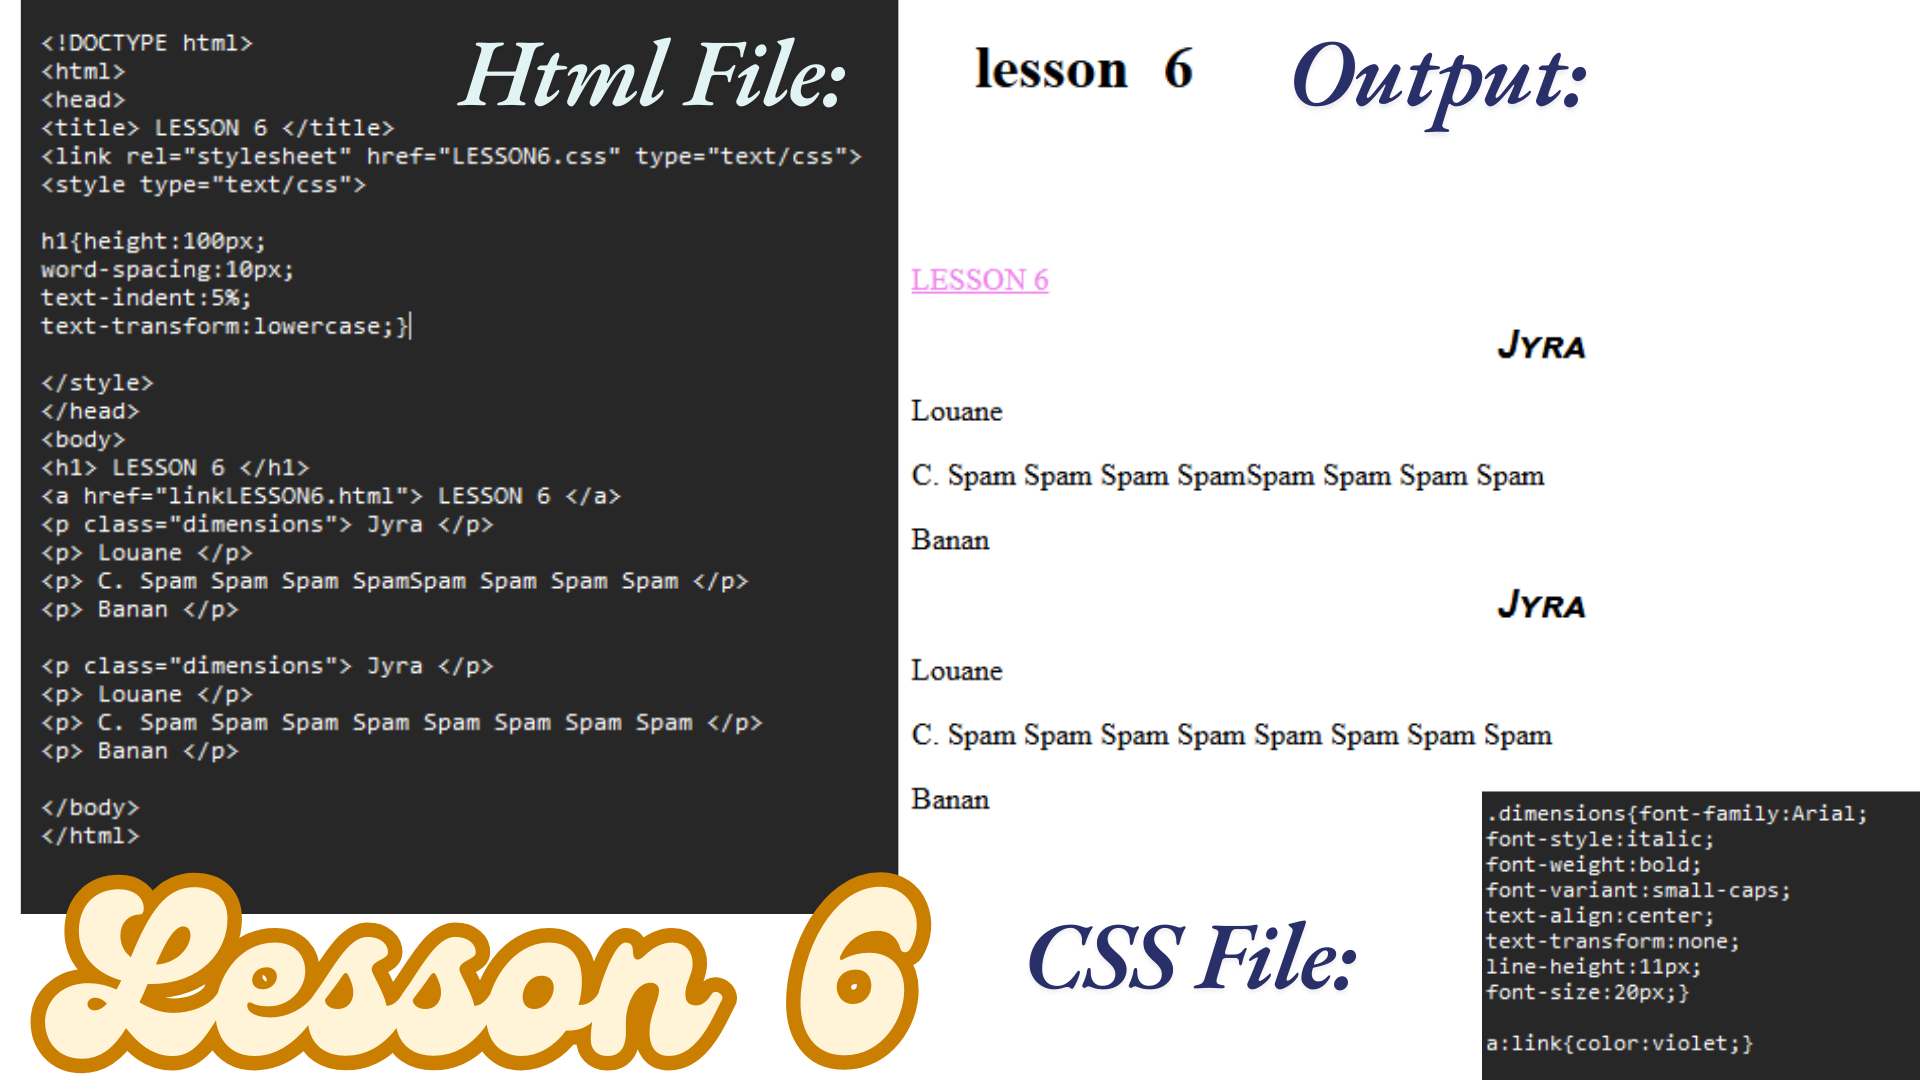 Html File:
<!DOCTYPE html>
<html>
<head>
<title> LESSON 6 </title>
<link rel="stylesheet" href="LESSON6.css" type="text/css">
<style type="text/css">
h1{height:100px;
word-spacing:10px;
text-indent:5%;
text-transform:lowercase;}
</style>
</head>
<body>
<h1> LESSON 6 </h1>
<a href="linkLESSON6.html"> LESSON 6 </a>
<p class="dimensions"> Jyra </p>
<p> Louane </p>
<p> C. Spam Spam Spam SpamSpam Spam Spam Spam </p>
<p> Banan </p>
<p class="dimensions"> Jyra </p>
<p> Louane </p>
<p> C. Spam Spam Spam Spam Spam Spam Spam Spam </p>
<p> Banan </p>
</body>
</html>
Output:
lesson 6
LESSON 6
Jyra
Louane
C. Spam Spam Spam SpamSpam Spam Spam Spam
Banan
Jyra
Louane
C. Spam Spam Spam Spam Spam Spam Spam Spam
Banan
CSS File:
.dimensions{font-family:Arial;
font-style:italic;
font-weight:bold;
font-variant:small-caps;
text-align:center;
text-transform:none;
line-height:11px;
font-size:20px;}
a:link{color:violet;}
Lesson 6